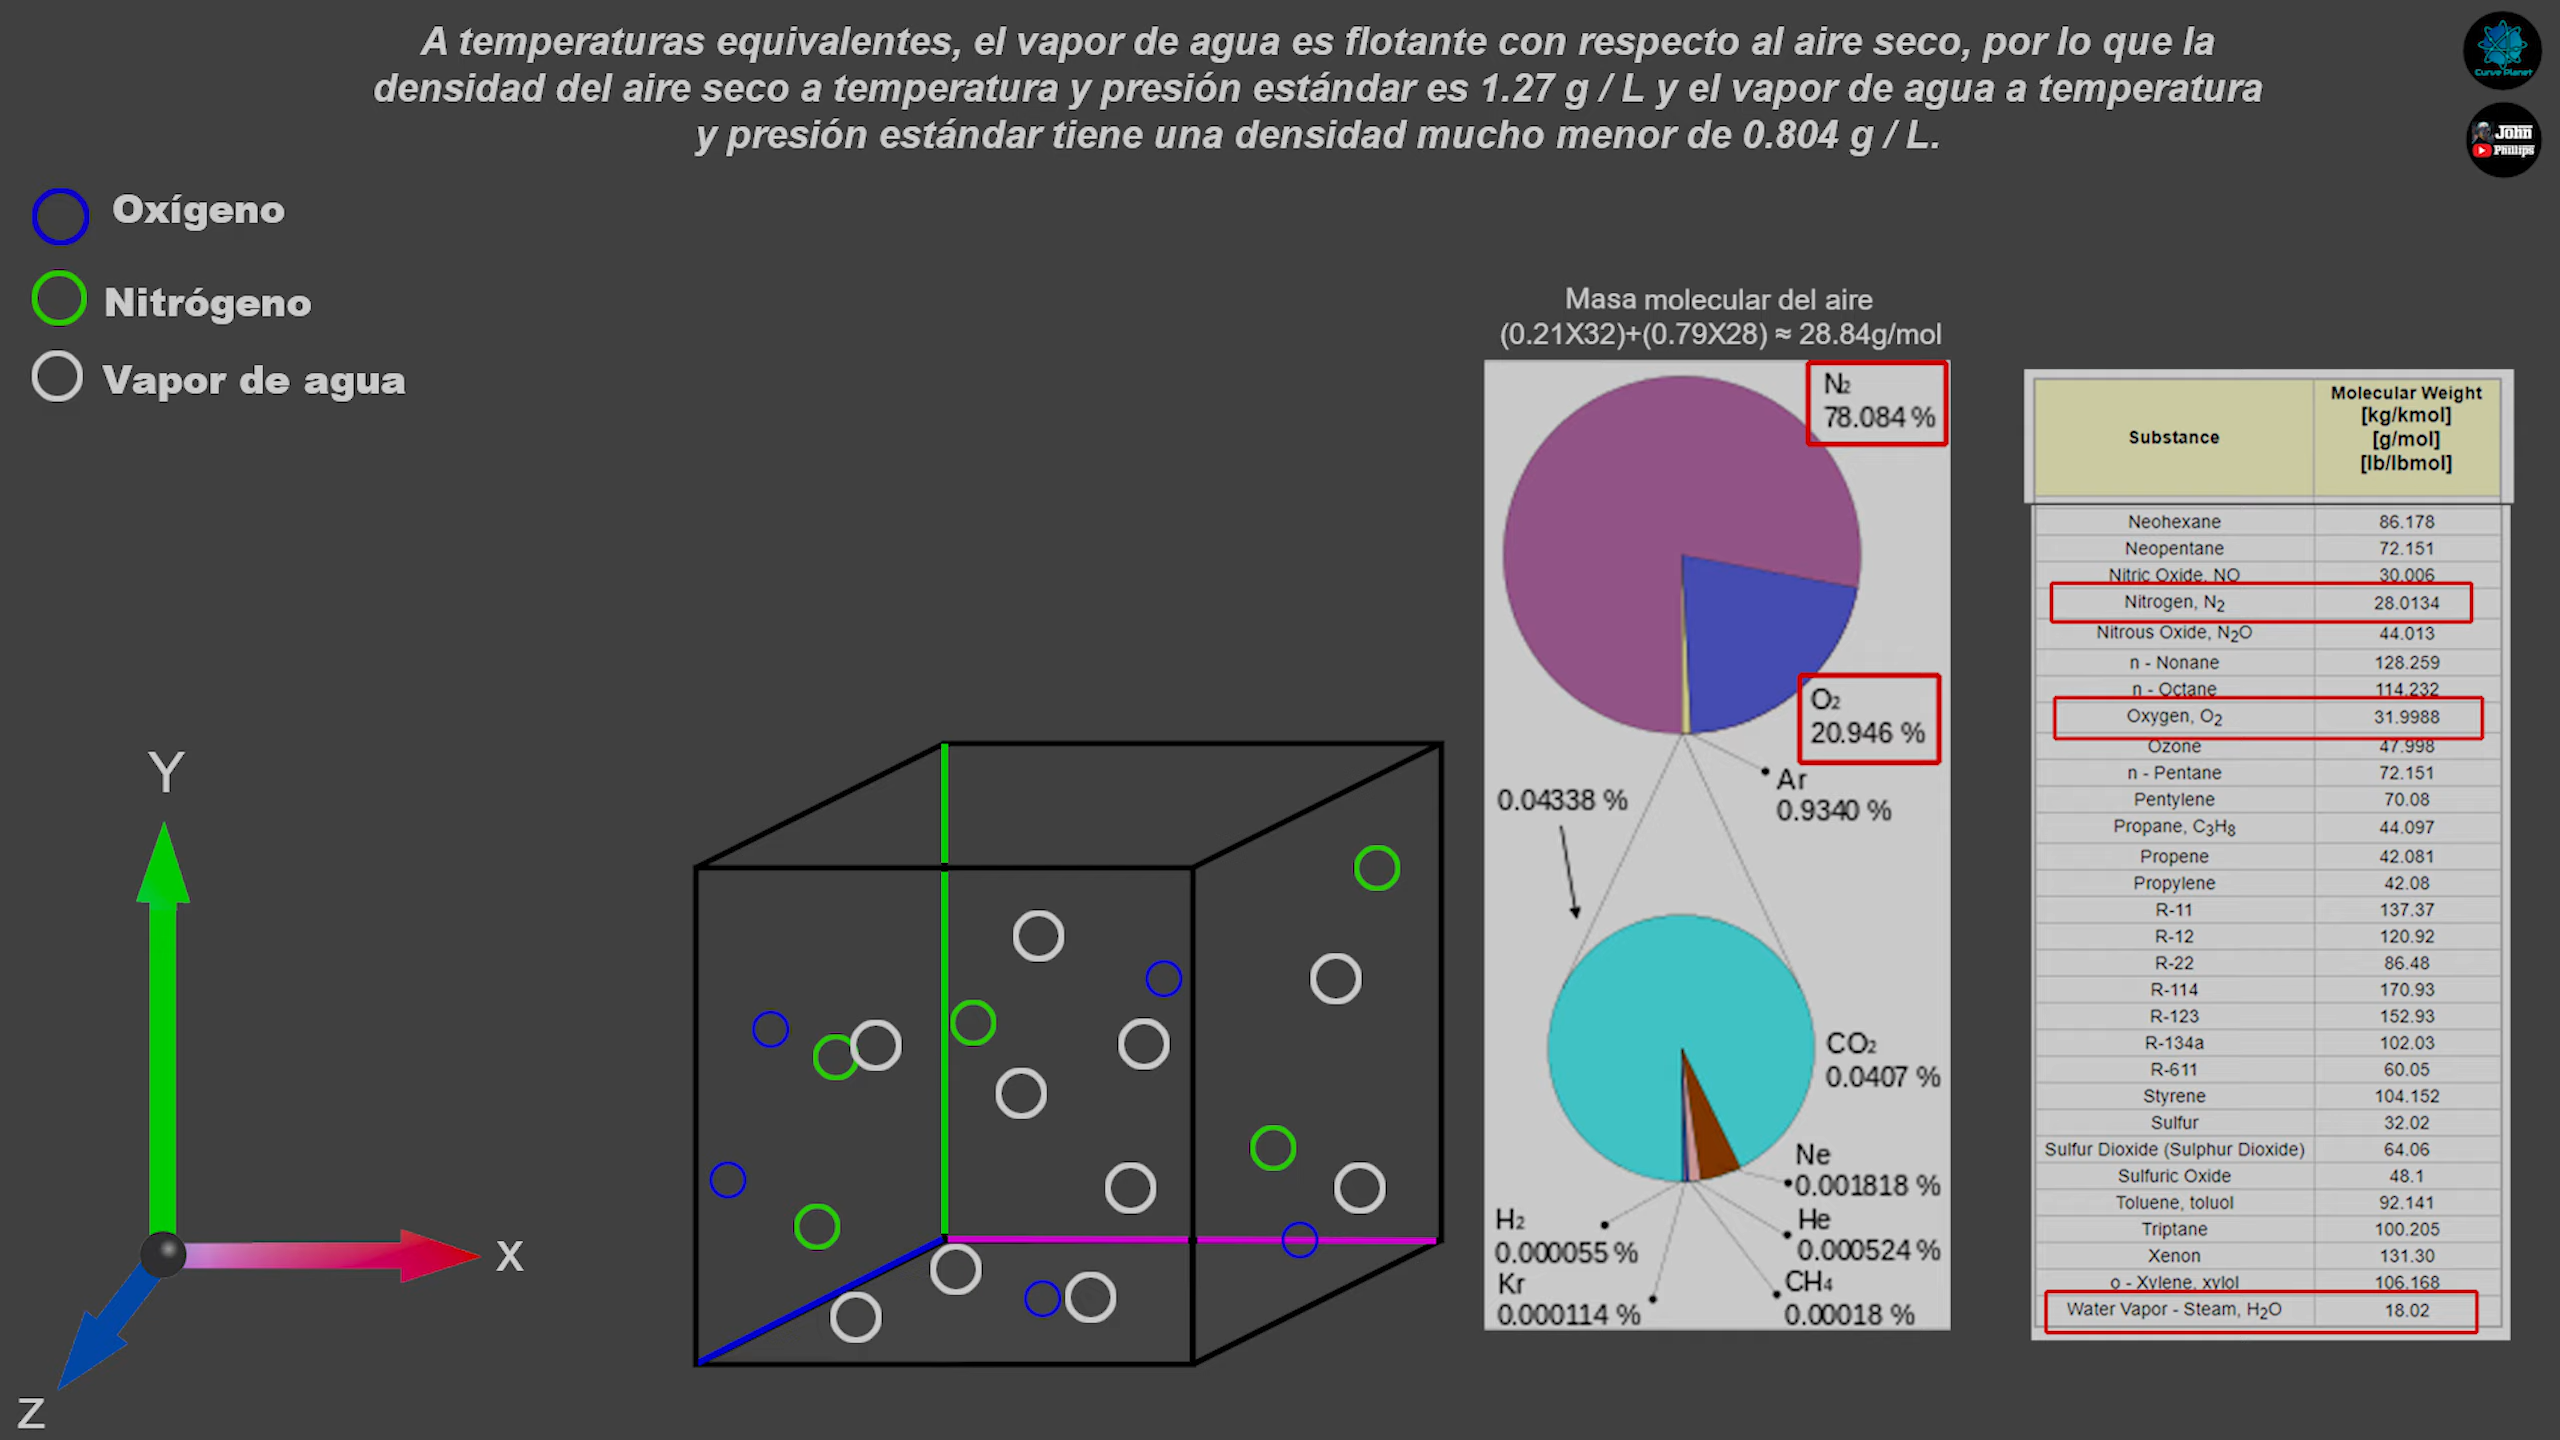 A temperaturas equivalentes, el vapor de agua es flotante con respecto al aire seco, por lo que la
densidad del aire seco a temperatura y presión estándar es 1.27 g / L y el vapor de agua a temperatura
y presión estándar tiene una densidad mucho menor de 0.804 g / L.
Curve Planet
John
Phillips
Oxígeno
Nitrógeno
Vapor de agua
Y
X
Z
Masa molecular del aire
(0.21X32)+(0.79X28) ≈ 28.84g/mol
N2
78.084 %
O2
20.946 %
Ar
0.9340 %
0.04338 %
CO2
0.0407 %
Ne
0.001818 %
H2
0.000055 %
He
0.000524 %
Kr
0.000114 %
CH4
0.00018 %
Substance
Molecular Weight
[kg/kmol]
[g/mol]
[lb/lbmol]
Neohexane 86.178
Neopentane 72.151
Nitric Oxide, NO 30.006
Nitrogen, N2 28.0134
Nitrous Oxide, N2O 44.013
n - Nonane 128.259
n - Octane 114.232
Oxygen, O2 31.9988
Ozone 47.998
n - Pentane 72.151
Pentylene 70.08
Propane, C3H8 44.097
Propene 42.081
Propylene 42.08
R-11 137.37
R-12 120.92
R-22 86.48
R-114 170.93
R-123 152.93
R-134a 102.03
R-611 60.05
Styrene 104.152
Sulfur 32.02
Sulfur Dioxide (Sulphur Dioxide) 64.06
Sulfuric Oxide 48.1
Toluene, toluol 92.141
Triptane 100.205
Xenon 131.30
o - Xylene, xylol 106.168
Water Vapor - Steam, H2O 18.02